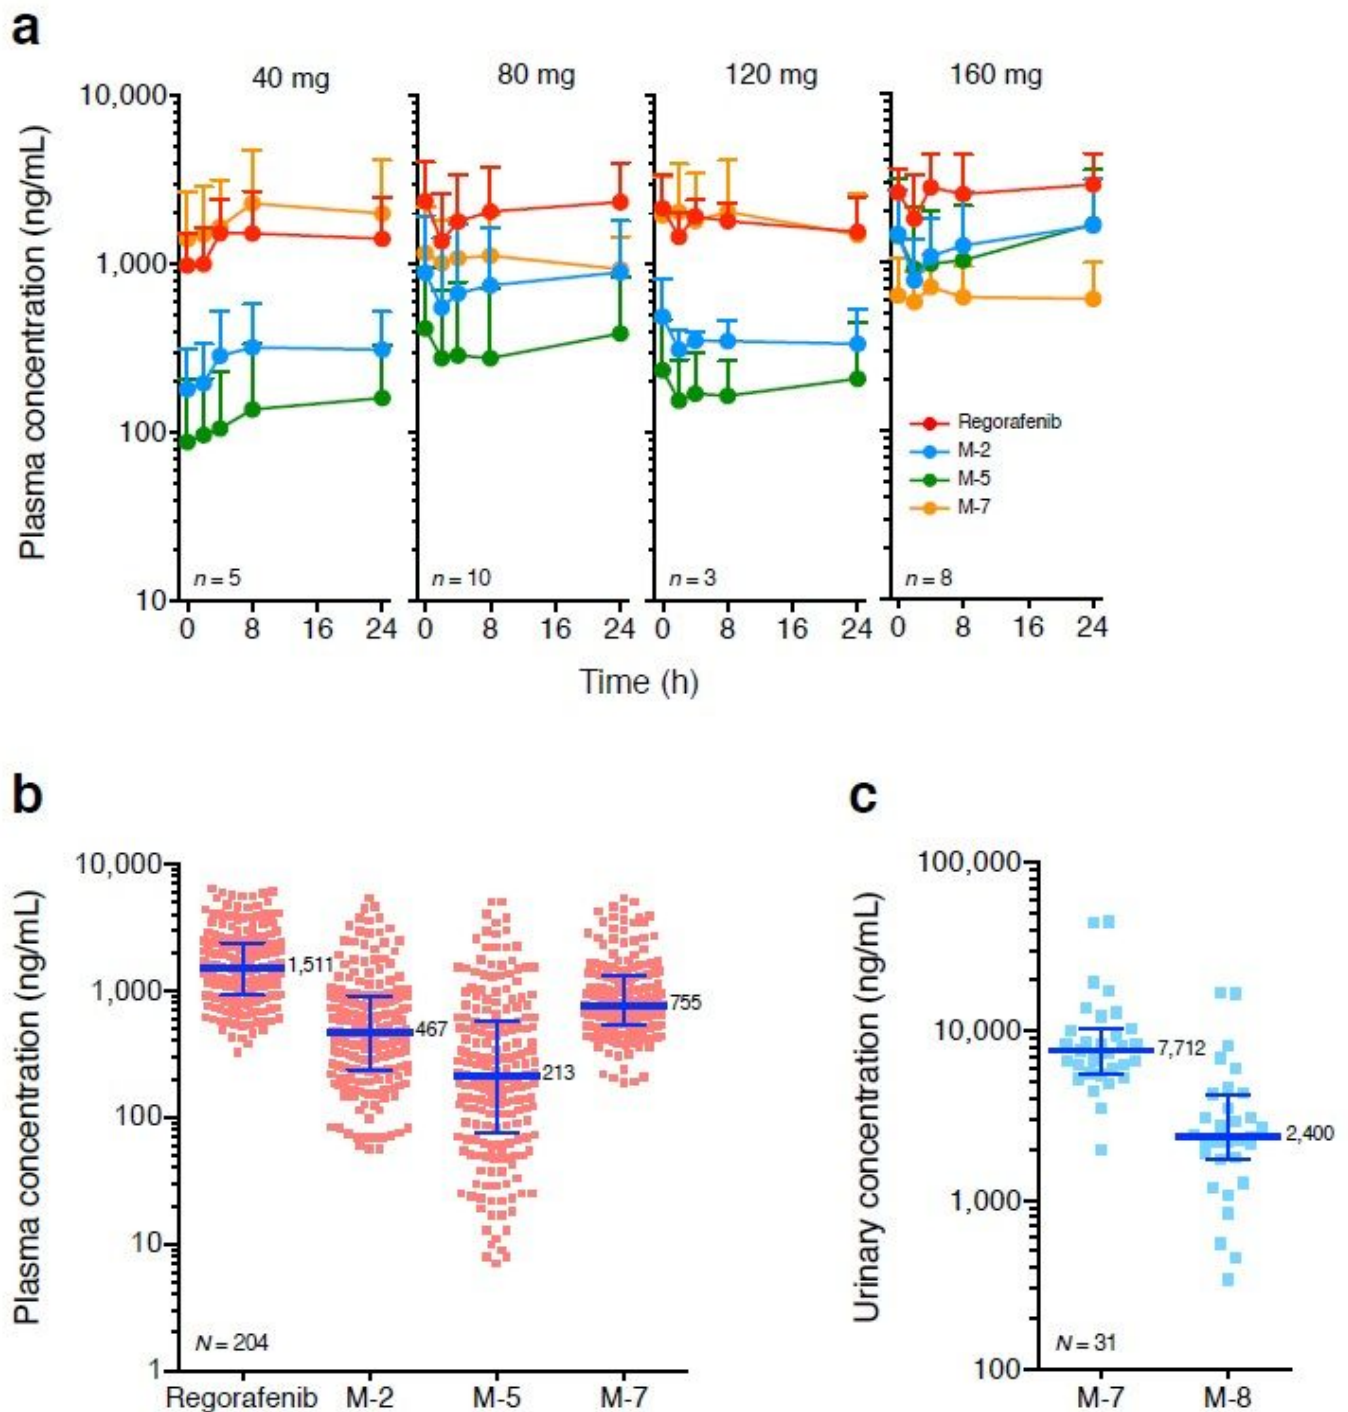 a
40 mg 80 mg 120 mg 160 mg
Plasma concentration (ng/mL)
10,000
1,000
100
10
Regorafenib
M-2
M-5
M-7
n = 5 n = 10 n = 3 n = 8
0 8 16 24 0 8 16 24 0 8 16 24 0 8 16 24
Time (h)
b
Plasma concentration (ng/mL)
10,000
1,000
100
10
1
1,511
467
213
755
N = 204
Regorafenib M-2 M-5 M-7
c
Urinary concentration (ng/mL)
100,000
10,000
1,000
100
7,712
2,400
N = 31
M-7 M-8